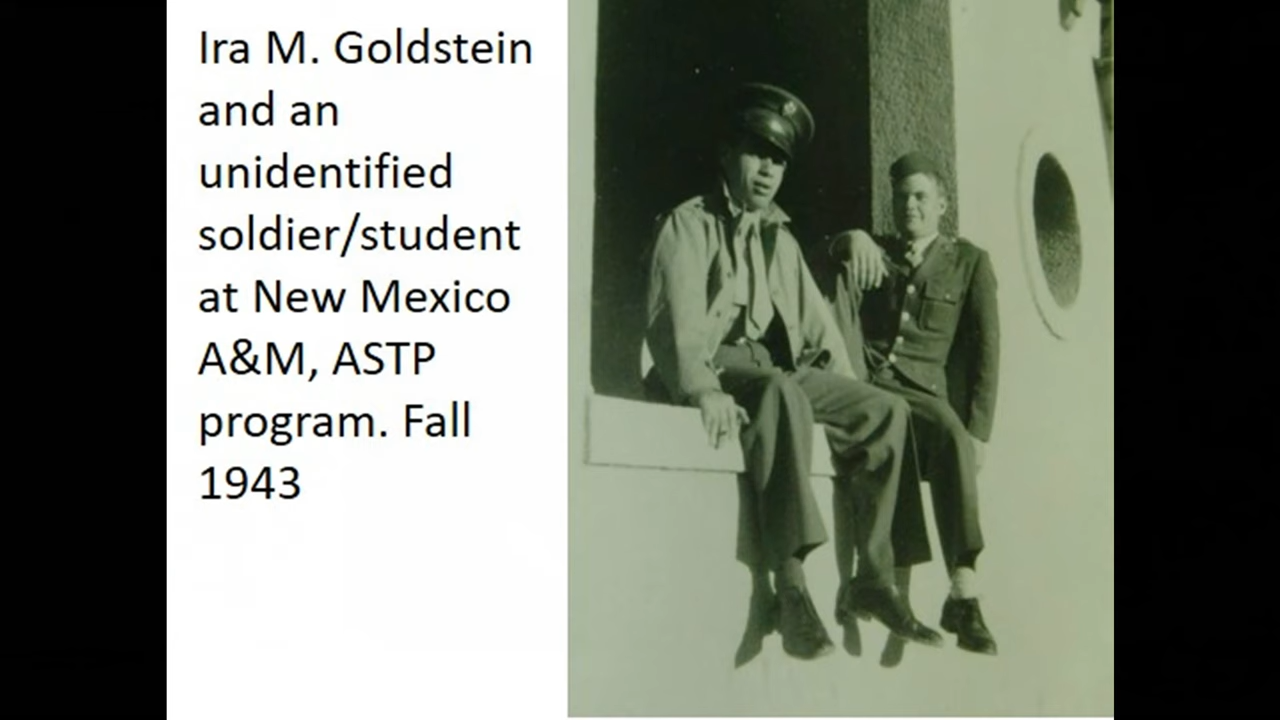 Ira M. Goldstein
and an
unidentified
soldier/student
at New Mexico
A&M, ASTP
program. Fall
1943